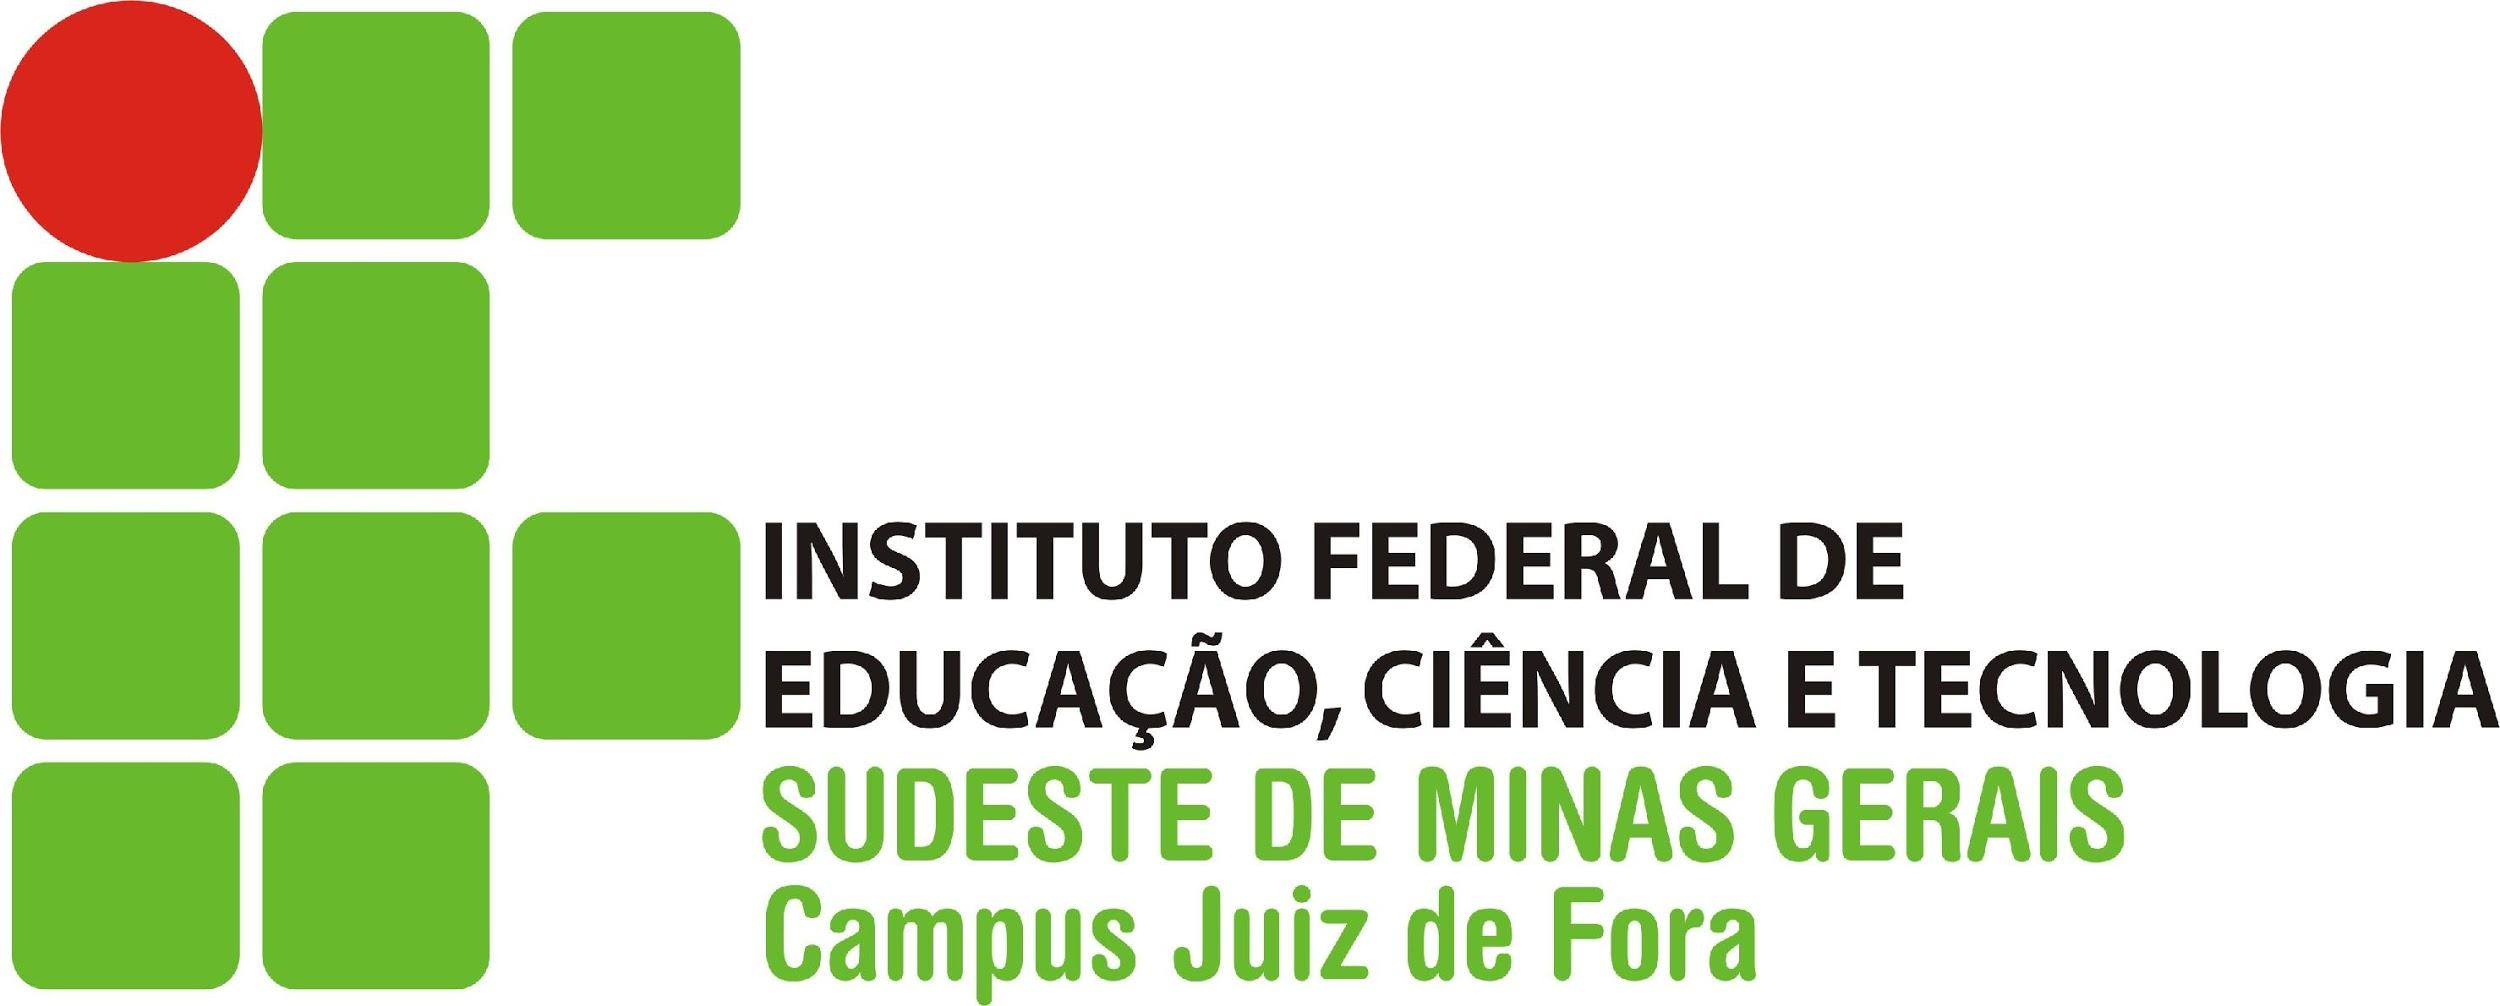 INSTITUTO FEDERAL DE
EDUCAÇÃO, CIÊNCIA E TECNOLOGIA
SUDESTE DE MINAS GERAIS
Campus Juiz de Fora